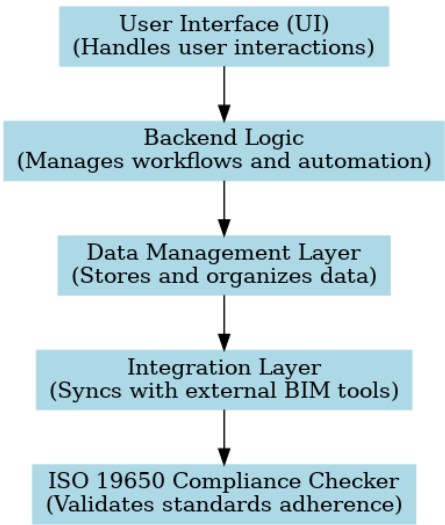 User Interface (UI)
(Handles user interactions)
Backend Logic
(Manages workflows and automation)
Data Management Layer
(Stores and organizes data)
Integration Layer
(Syncs with external BIM tools)
ISO 19650 Compliance Checker
(Validates standards adherence)